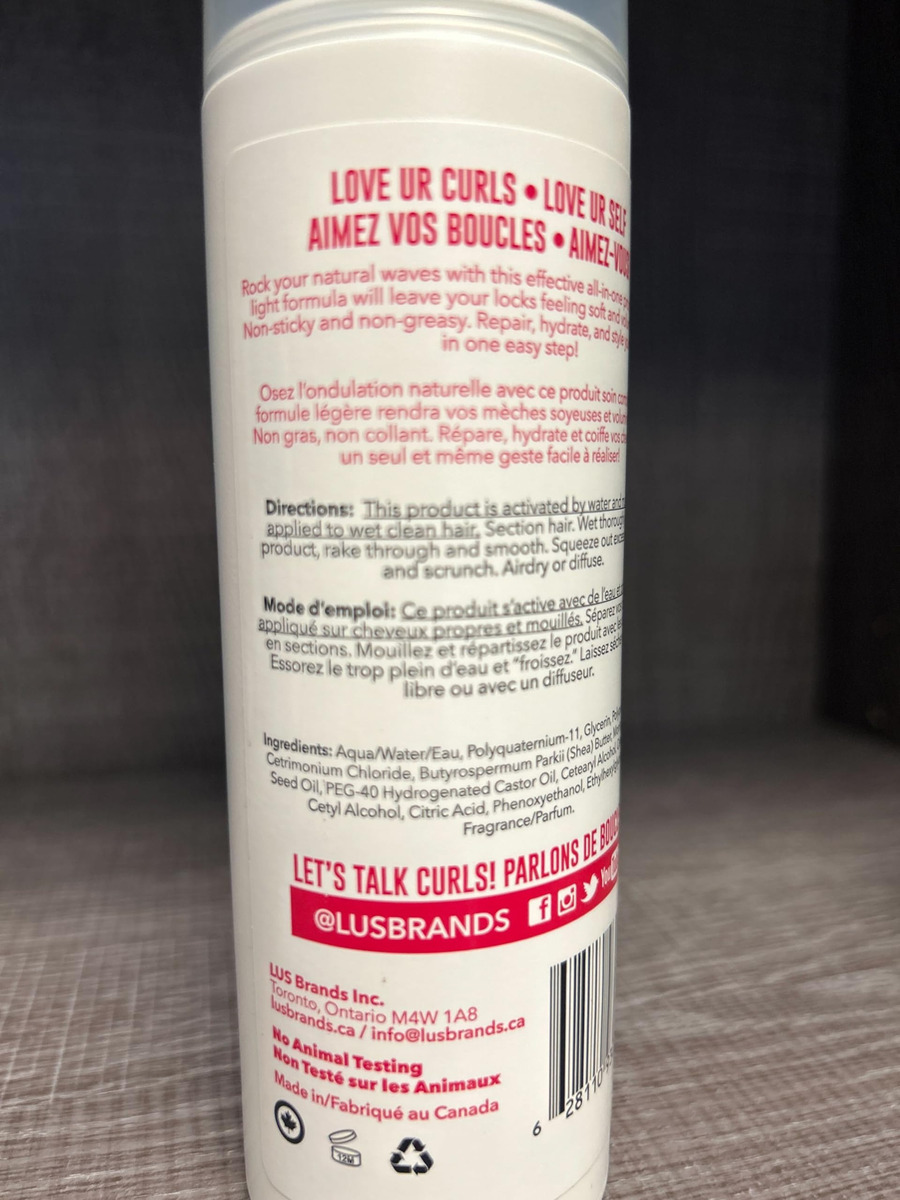 LOVE UR CURLS • LOVE UR SELF
AIMEZ VOS BOUCLES • AIMEZ-VOUS
Rock your natural waves with this effective all-in-one
light formula will leave your locks feeling soft and
Non-sticky and non-greasy. Repair, hydrate, and style
in one easy step!
Osez l'ondulation naturelle avec ce produit soin
formule légère rendra vos mèches soyeuses et
Non gras, non collant. Répare, hydrate et coiffe vos
un seul et même geste facile à réaliser!
Directions: This product is activated by water and
applied to wet clean hair. Section hair. Wet
product, rake through and smooth. Squeeze out
and scrunch. Airdry or diffuse.
Mode d'emploi: Ce produit s'active avec de l'eau et
appliqué sur cheveux propres et mouillés. Séparez
en sections. Mouillez et répartissez le produit avec
Essorez le trop plein d'eau et "froissez." Laissez
libre ou avec un diffuseur.
Ingredients: Aqua/Water/Eau, Polyquaternium-11, Glycerin,
Cetrimonium Chloride, Butyrospermum Parkii (Shea) Butter,
Seed Oil, PEG-40 Hydrogenated Castor Oil, Cetearyl Alcohol,
Cetyl Alcohol, Citric Acid, Phenoxyethanol,
Fragrance/Parfum.
LET'S TALK CURLS! PARLONS DE
@LUSBRANDS
LUS Brands Inc.
Toronto, Ontario M4W 1A8
lusbrands.ca / info@lusbrands.ca
No Animal Testing
Non Testé sur les Animaux
Made in/Fabriqué au Canada
12M
6 28110